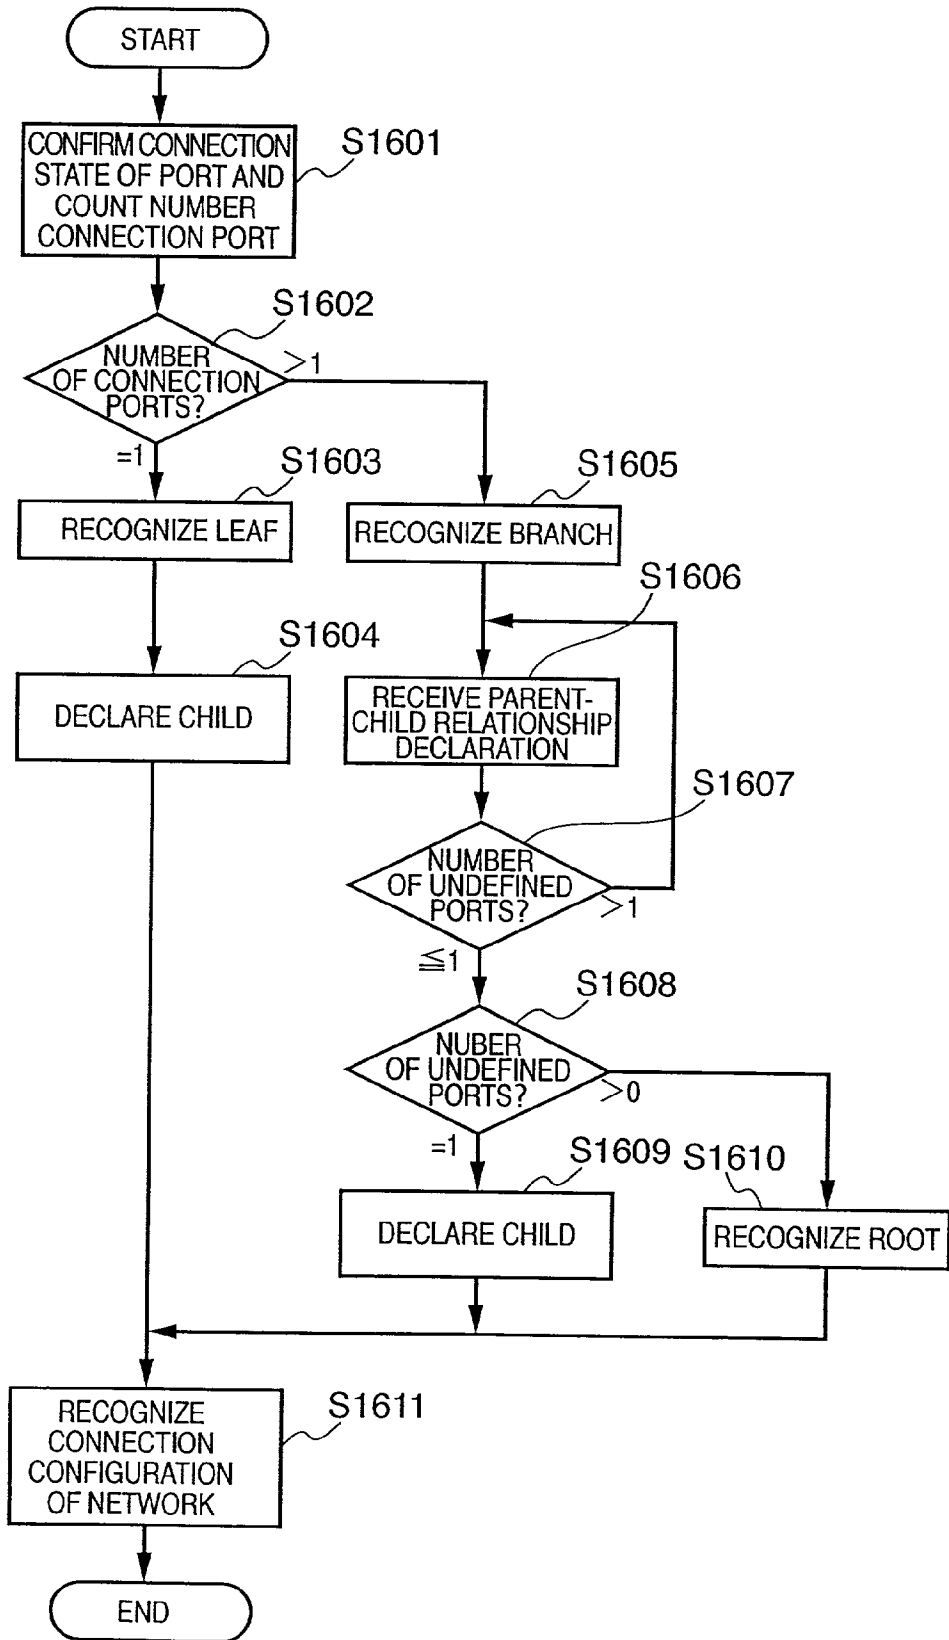 START
CONFIRM CONNECTION
STATE OF PORT AND
COUNT NUMBER
CONNECTION PORT
S1601
S1602
NUMBER
OF CONNECTION
PORTS?
>1
=1
S1603
RECOGNIZE LEAF
S1605
RECOGNIZE BRANCH
S1604
DECLARE CHILD
S1606
RECEIVE PARENT-
CHILD RELATIONSHIP
DECLARATION
S1607
NUMBER
OF UNDEFINED
PORTS?
>1
≦1
S1608
NUBER
OF UNDEFINED
PORTS?
>0
=1
S1609
DECLARE CHILD
S1610
RECOGNIZE ROOT
RECOGNIZE
CONNECTION
CONFIGURATION
OF NETWORK
S1611
END